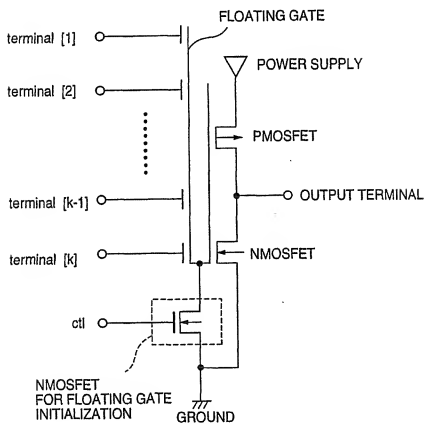 FLOATING GATE
terminal [1]
POWER SUPPLY
terminal [2]
PMOSFET
terminal [k-1]
OUTPUT TERMINAL
terminal [k]
NMOSFET
ctl
NMOSFET
FOR FLOATING GATE
INITIALIZATION
GROUND